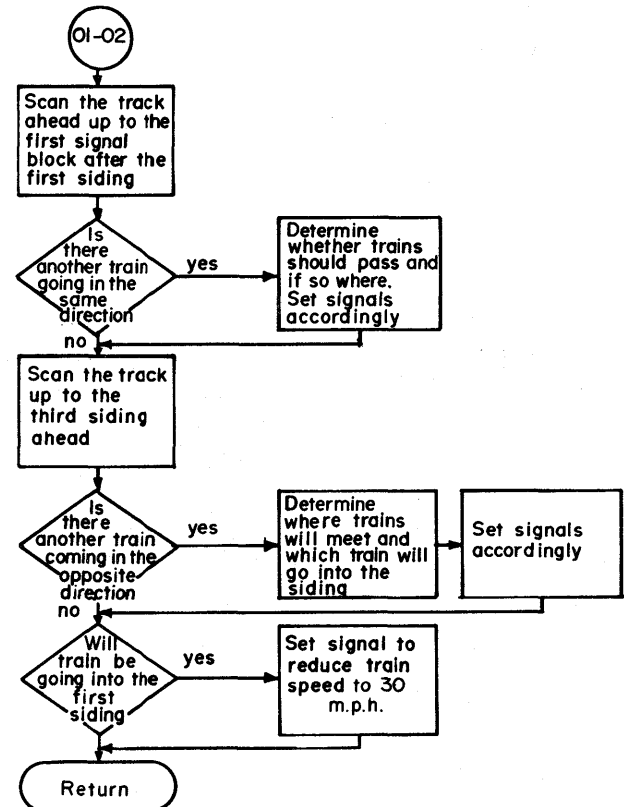 01-02
Scan the track
ahead up to the
first signal
block after the
first siding
Is
there
another train
going in the
same
direction
yes
Determine
whether trains
should pass and
if so where.
Set signals
accordingly
no
Scan the track
up to the
third siding
ahead
Is
there
another train
coming in the
opposite
direction
yes
Determine
where trains
will meet and
which train will
go into the
siding
Set signals
accordingly
no
Will
train be
going into the
first
siding
yes
Set signal to
reduce train
speed to 30
m.p.h.
Return